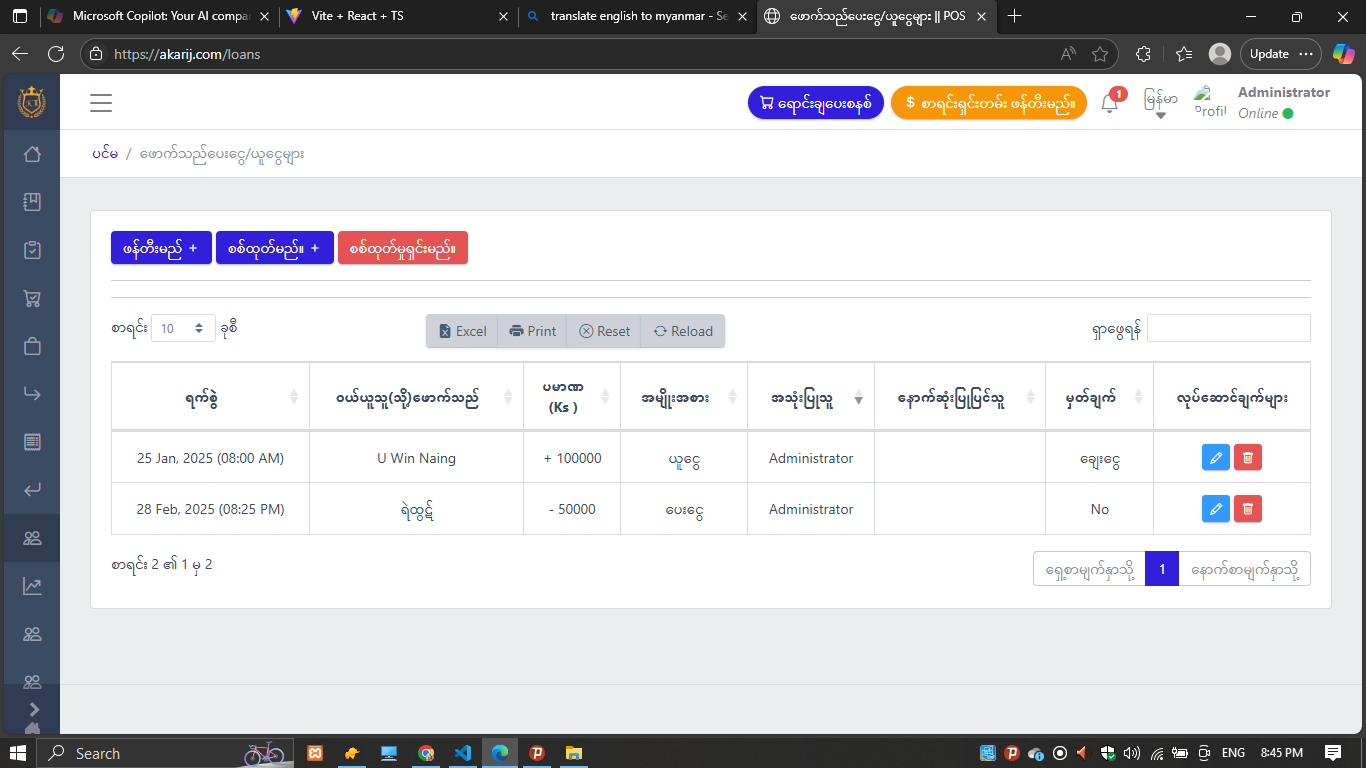 Microsoft Copilot: Your AI compa
Vite + React + TS
translate english to myanmar - Se
ဖောက်သည်ပေးငွေ/ယူငွေများ || POS
https://akarij.com/loans
Update
ရောင်းချပေးစနစ်
$ စာရင်းရှင်းတမ်း ဖန်တီးမည်။
1
မြန်မာ
Profil
Administrator
Online
ပင်မ / ဖောက်သည်ပေးငွေ/ယူငွေများ
ဖန်တီးမည် +
စစ်ထုတ်မည်။ +
စစ်ထုတ်မှုရှင်းမည်။
စာရင်း 10 ခုစီ
Excel
Print
Reset
Reload
ရှာဖွေရန်
ရက်စွဲ
ဝယ်ယူသူ(သို့)ဖောက်သည်
ပမာဏ
(Ks )
အမျိုးအစား
အသုံးပြုသူ
နောက်ဆုံးပြုပြင်သူ
မှတ်ချက်
လုပ်ဆောင်ချက်များ
25 Jan, 2025 (08:00 AM) U Win Naing + 100000 ယူငွေ Administrator ချေးငွေ
28 Feb, 2025 (08:25 PM) ရဲထွဋ် - 50000 ပေးငွေ Administrator No
စာရင်း 2 ၏ 1 မှ 2
ရှေ့စာမျက်နှာသို့ 1 နောက်စာမျက်နှာသို့
Search
ENG
8:45 PM